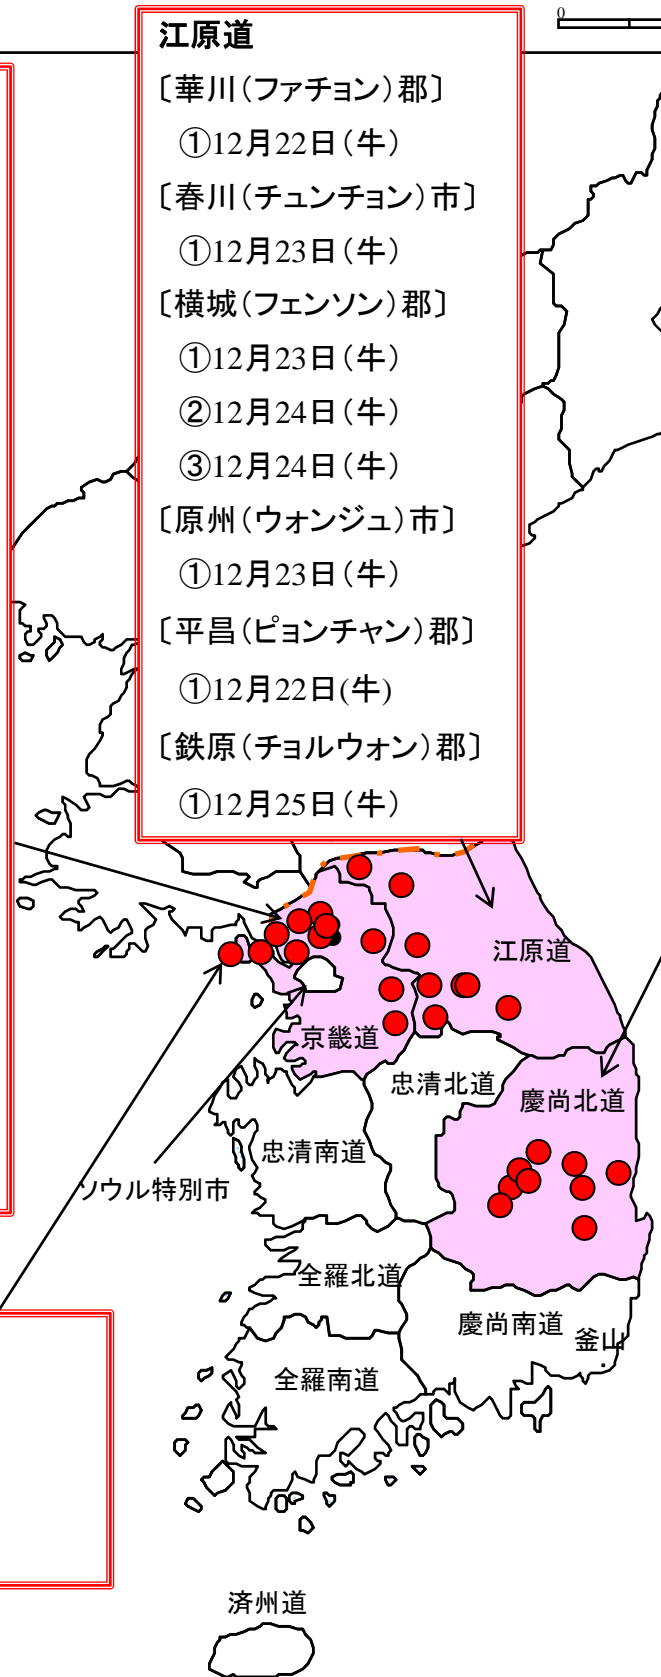 0
江原道
〔華川（ファチョン）郡〕
①12月22日（牛）
〔春川（チュンチョン）市〕
①12月23日（牛）
〔横城（フェンソン）郡〕
①12月23日（牛）
②12月24日（牛）
③12月24日（牛）
〔原州（ウォンジュ）市〕
①12月23日（牛）
〔平昌（ピョンチャン）郡〕
①12月22日(牛)
〔鉄原（チョルウォン）郡〕
①12月25日（牛）
江原道
京畿道
忠清北道
慶尚北道
忠清南道
ソウル特別市
全羅北道
慶尚南道
釜山
全羅南道
済州道